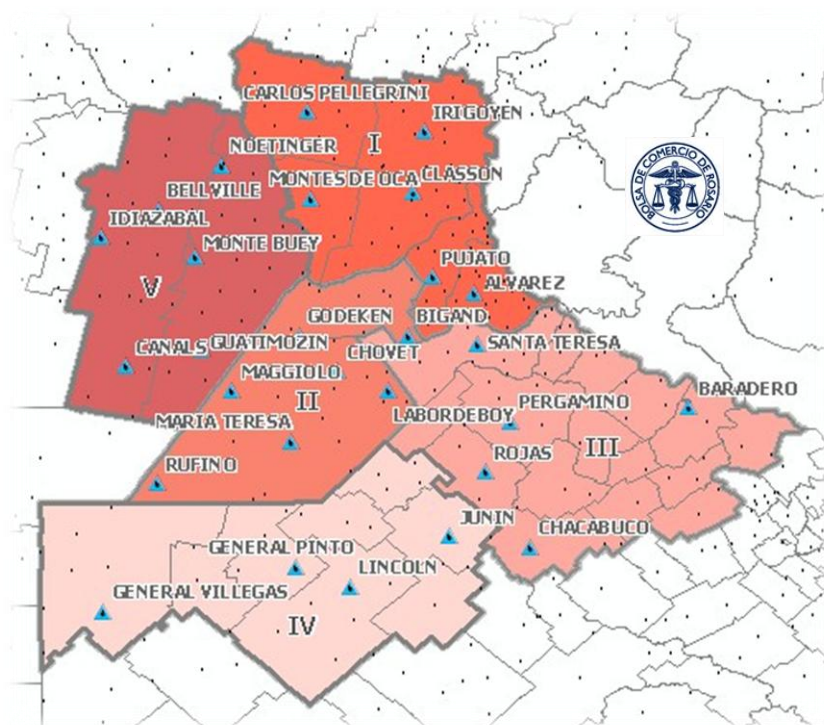 CARLOS PELLEGRINI
IRIGOYEN
NOETINGER
I
BELLVILLE
MONTES DE OCA
CLASSON
BOLSA DE COMERCIO DE ROSARIO
IDIAZABAL
MONTE BUEY
PUJATO
V
ALVAREZ
GODEKEN
BIGAND
CANALS
GUATIMOZIN
CHOVET
SANTA TERESA
MAGGIOLO
II
BARADERO
MARIA TERESA
LABORDEBOY
PERGAMINO
III
RUFINO
ROJAS
JUNIN
CHACABUCO
GENERAL PINTO
LINCOLN
GENERAL VILLEGAS
IV